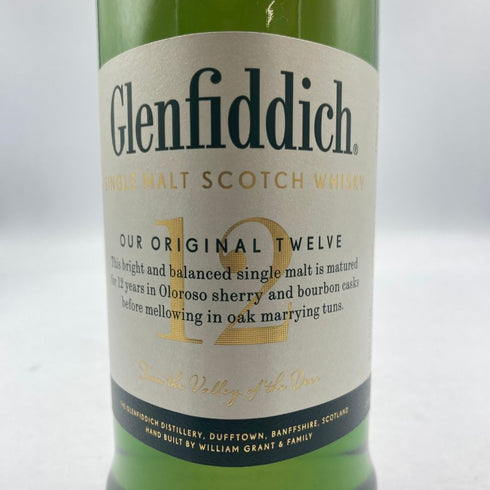 Glenfiddich®
SINGLE MALT SCOTCH WHISKY
12
OUR ORIGINAL TWELVE
This bright and balanced single malt is matured
for 12 years in Oloroso sherry and bourbon casks
before mellowing in oak marrying tuns.
From the Valley of the Deer
THE GLENFIDDICH DISTILLERY, DUFFTOWN, BANFFSHIRE, SCOTLAND
HAND BUILT BY WILLIAM GRANT & FAMILY